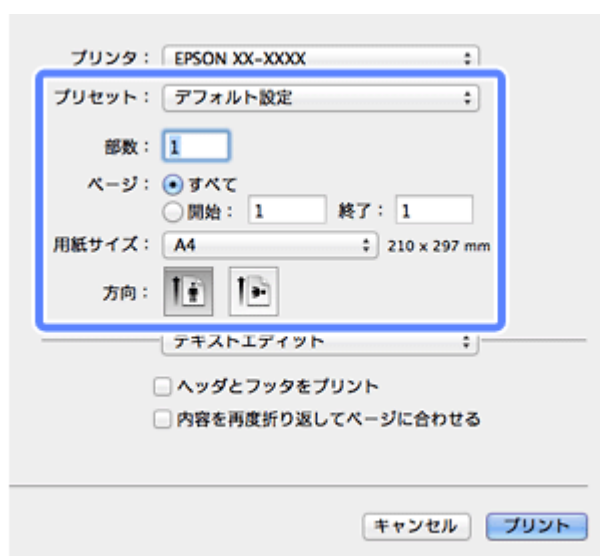 プリンタ： EPSON XX-XXXX
プリセット： デフォルト設定
部数： 1
ページ： すべて
開始： 1 終了： 1
用紙サイズ： A4 210 x 297 mm
方向：
テキストエディット
ヘッダとフッタをプリント
内容を再度折り返してページに合わせる
キャンセル プリント